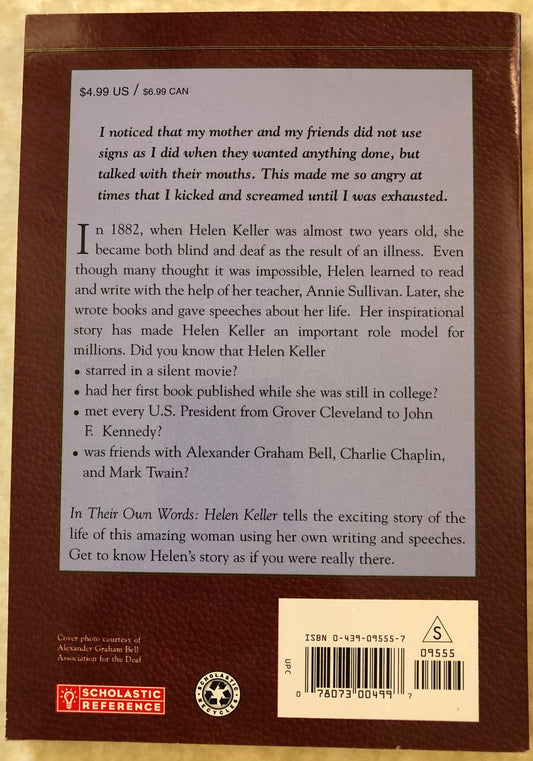 $4.99 US / $6.99 CAN
I noticed that my mother and my friends did not use
signs as I did when they wanted anything done, but
talked with their mouths. This made me so angry at
times that I kicked and screamed until I was exhausted.
In 1882, when Helen Keller was almost two years old, she
became both blind and deaf as the result of an illness. Even
though many thought it was impossible, Helen learned to read
and write with the help of her teacher, Annie Sullivan. Later, she
wrote books and gave speeches about her life. Her inspirational
story has made Helen Keller an important role model for
millions. Did you know that Helen Keller
• starred in a silent movie?
• had her first book published while she was still in college?
• met every U.S. President from Grover Cleveland to John
F. Kennedy?
• was friends with Alexander Graham Bell, Charlie Chaplin,
and Mark Twain?
In Their Own Words: Helen Keller tells the exciting story of the
life of this amazing woman using her own writing and speeches.
Get to know Helen's story as if you were really there.
Cover photo courtesy of
Alexander Graham Bell
Association for the Deaf
SCHOLASTIC
REFERENCE
SCHOLASTIC
RECYCLES
ISBN 0-439-09555-7
UPC
0 78073 00499 7
S
09555